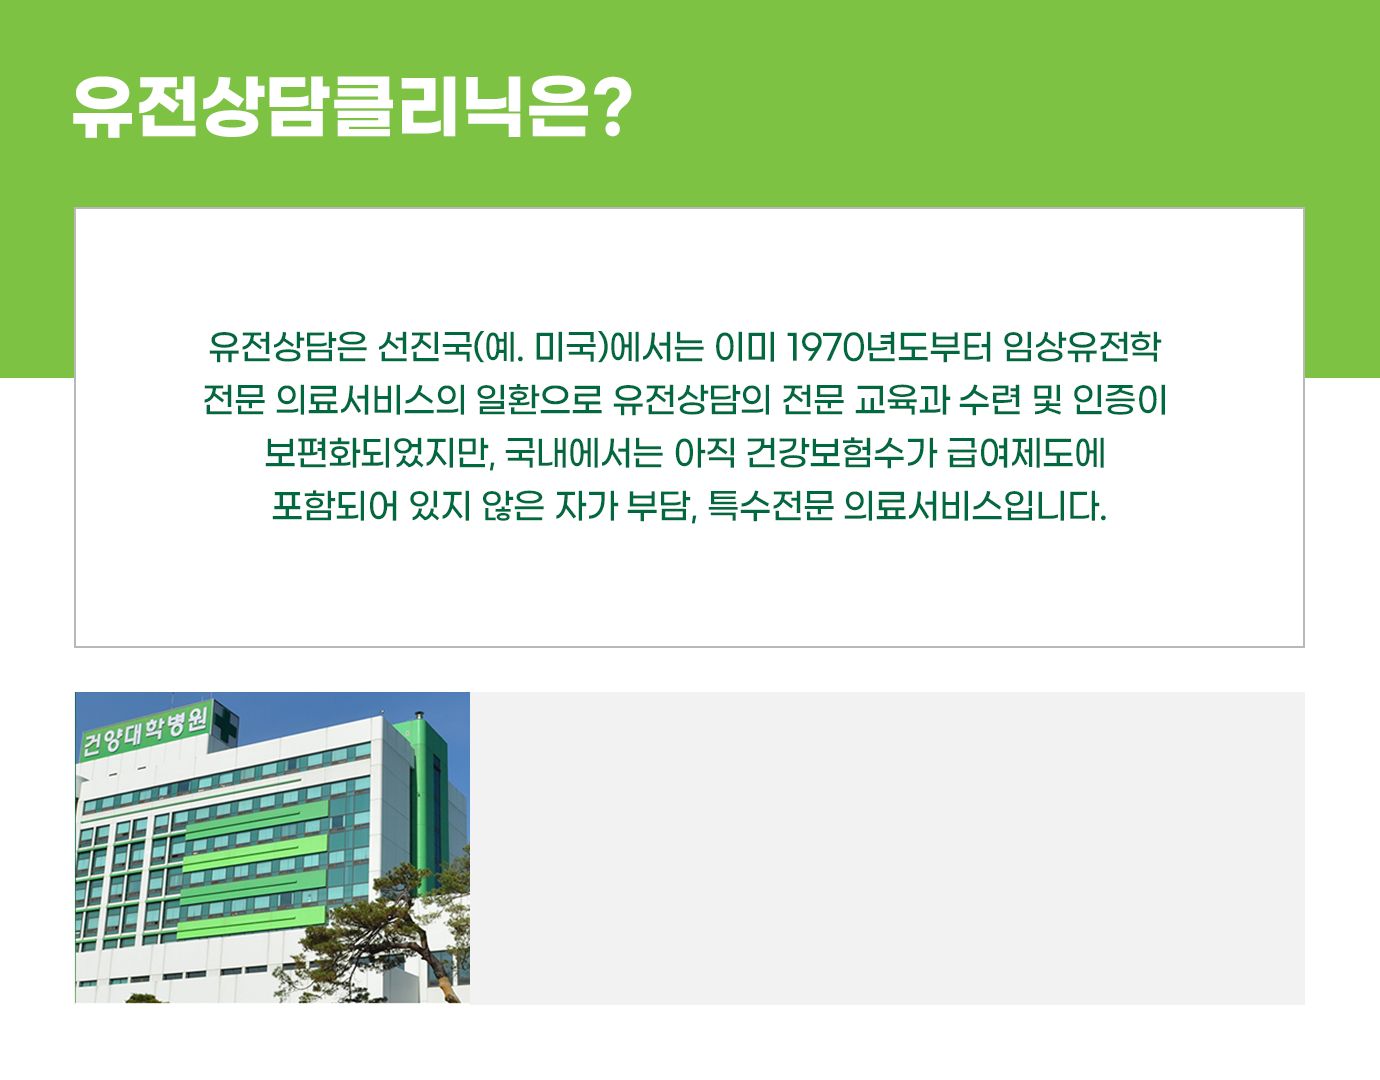 유전상담클리닉은?
유전상담은 선진국(예. 미국)에서는 이미 1970년도부터 임상유전학
전문 의료서비스의 일환으로 유전상담의 전문 교육과 수련 및 인증이
보편화되었지만, 국내에서는 아직 건강보험수가 급여제도에
포함되어 있지 않은 자가 부담, 특수전문 의료서비스입니다.
건양대학병원